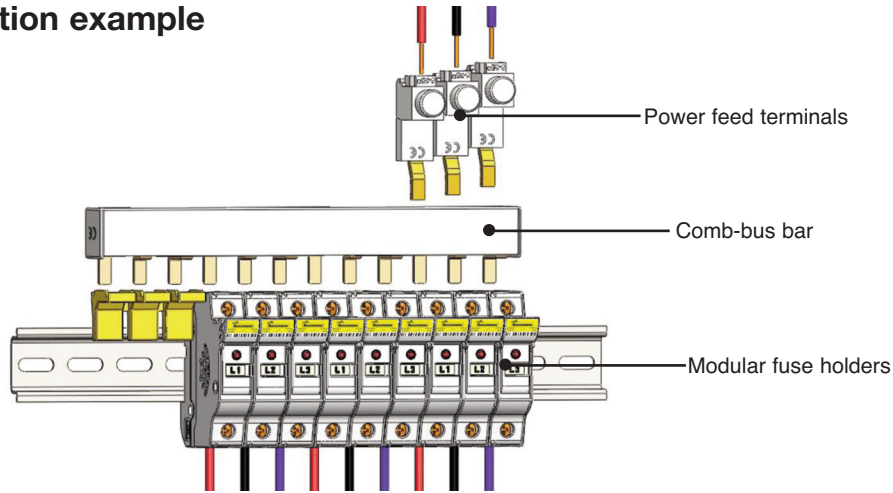 tion example
Power feed terminals
Comb-bus bar
Modular fuse holders
L1 L2 L3 L1 L2 L3 L1 L2 L3